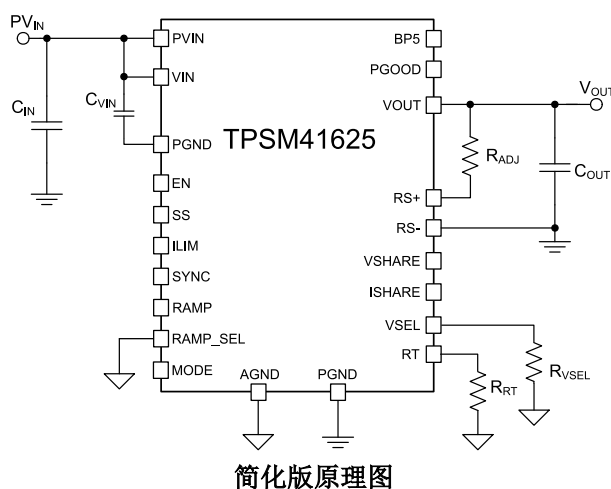 PVIN
PVIN
BP5
VIN
PGOOD
CIN
CVIN
VOUT
VOUT
PGND
TPSM41625
RADJ
COUT
EN
RS+
SS
RS-
ILIM
VSHARE
SYNC
ISHARE
RAMP
VSEL
RAMP_SEL
RT
MODE
AGND
PGND
RRT
RVSEL
简化版原理图